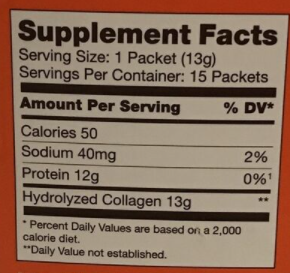 Supplement Facts
Serving Size: 1 Packet (13g)
Servings Per Container: 15 Packets
Amount Per Serving % DV*
Calories 50
Sodium 40mg 2%
Protein 12g 0%¹
Hydrolyzed Collagen 13g **
* Percent Daily Values are based on a 2,000
calorie diet.
**Daily Value not established.